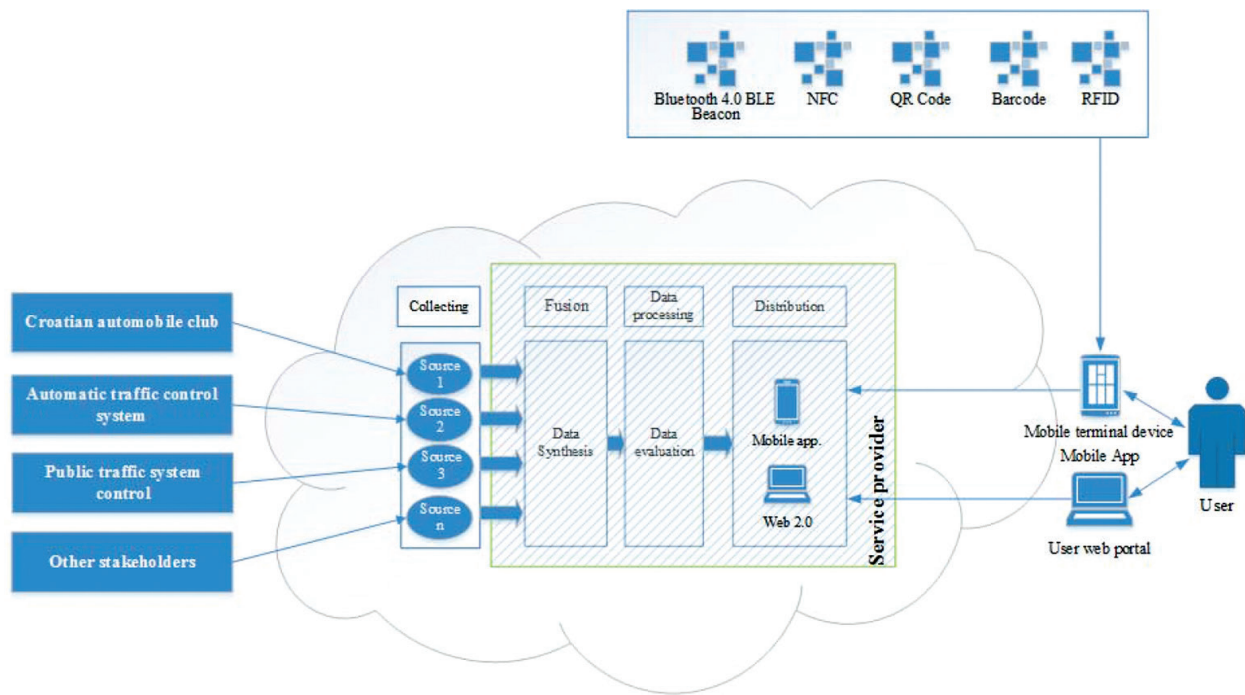 Bluetooth 4.0 BLE
Beacon
NFC
QR Code
Barcode
RFID
Croatian automobile club
Automatic traffic control
system
Public traffic system
control
Other stakeholders
Collecting
Source
1
Source
2
Source
3
Source
n
Fusion
Data
Synthesis
Data
processing
Data
evaluation
Distribution
Mobile app.
Web 2.0
Service provider
Mobile terminal device
Mobile App
User web portal
User